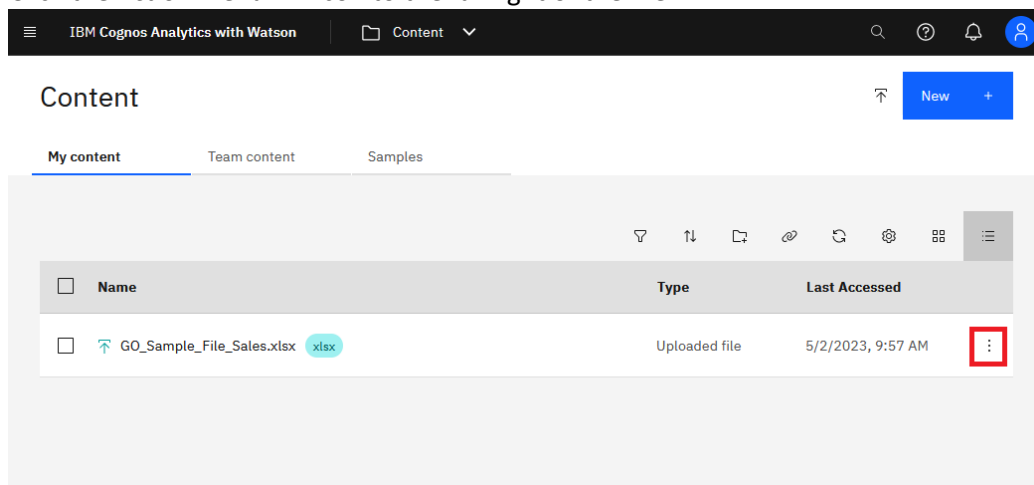 IBM Cognos Analytics with Watson Content
Content
New +
My content Team content Samples
Name Type Last Accessed
GO_Sample_File_Sales.xlsx xlsx Uploaded file 5/2/2023, 9:57 AM